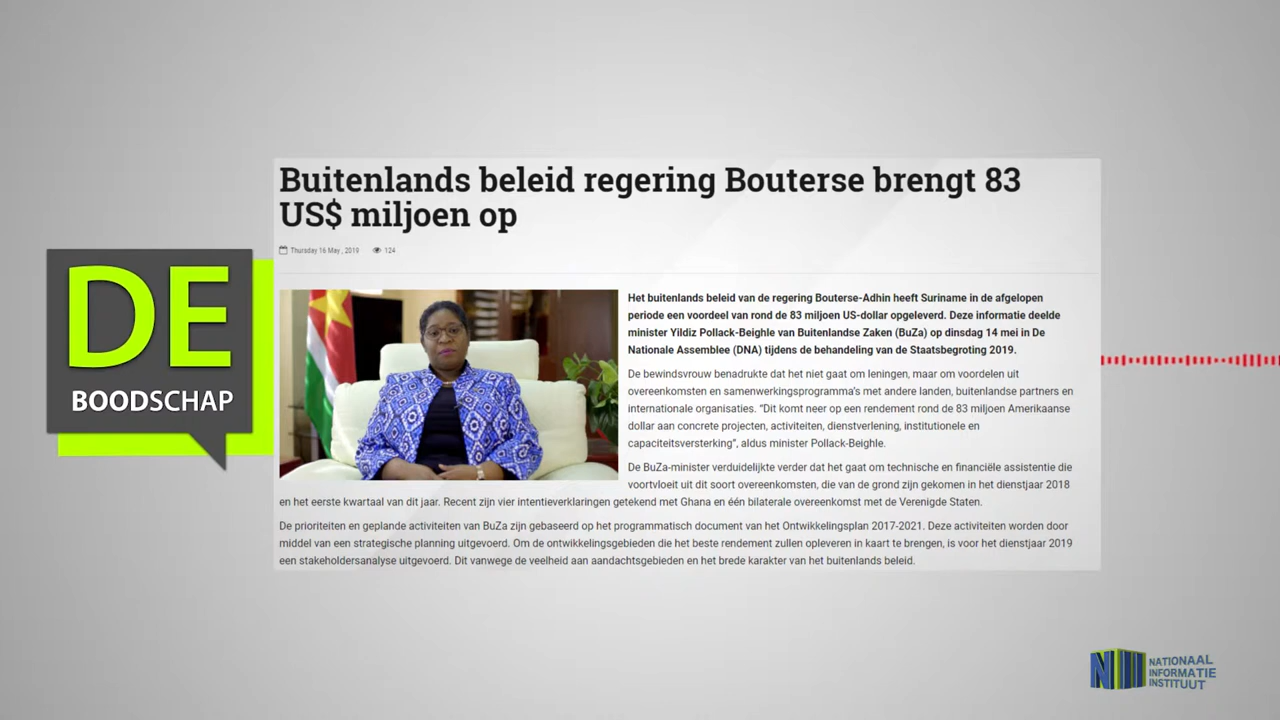 Buitenlands beleid regering Bouterse brengt 83
US$ miljoen op
Thursday 16 May , 2019 124
DE
BOODSCHAP
Het buitenlands beleid van de regering Bouterse-Adhin heeft Suriname in de afgelopen
periode een voordeel van rond de 83 miljoen US-dollar opgeleverd. Deze informatie deelde
minister Yildiz Pollack-Beighle van Buitenlandse Zaken (BuZa) op dinsdag 14 mei in De
Nationale Assemblee (DNA) tijdens de behandeling van de Staatsbegroting 2019.
De bewindsvrouw benadrukte dat het niet gaat om leningen, maar om voordelen uit
overeenkomsten en samenwerkingsprogramma's met andere landen, buitenlandse partners en
internationale organisaties. “Dit komt neer op een rendement rond de 83 miljoen Amerikaanse
dollar aan concrete projecten, activiteiten, dienstverlening, institutionele en
capaciteitsversterking”, aldus minister Pollack-Beighle.
De BuZa-minister verduidelijkte verder dat het gaat om technische en financiële assistentie die
voortvloeit uit dit soort overeenkomsten, die van de grond zijn gekomen in het dienstjaar 2018
en het eerste kwartaal van dit jaar. Recent zijn vier intentieverklaringen getekend met Ghana en één bilaterale overeenkomst met de Verenigde Staten.
De prioriteiten en geplande activiteiten van BuZa zijn gebaseerd op het programmatisch document van het Ontwikkelingsplan 2017-2021. Deze activiteiten worden door
middel van een strategische planning uitgevoerd. Om de ontwikkelingsgebieden die het beste rendement zullen opleveren in kaart te brengen, is voor het dienstjaar 2019
een stakeholdersanalyse uitgevoerd. Dit vanwege de veelheid aan aandachtsgebieden en het brede karakter van het buitenlands beleid.
NII
NATIONAAL
INFORMATIE
INSTITUUT